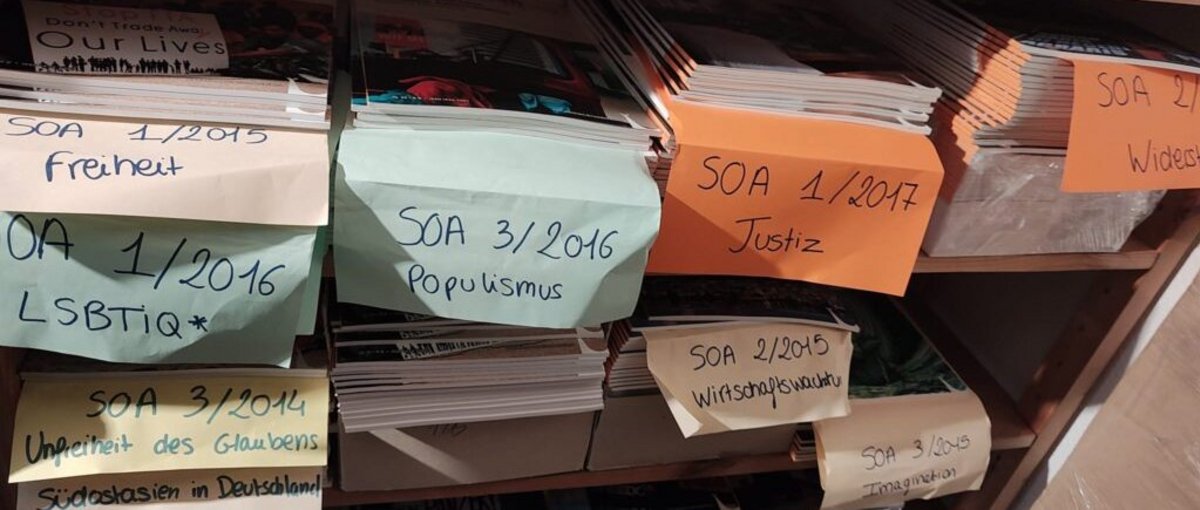 Don't Trade Away
Our Lives
SOA 1/2015
Freiheit
OA 1/2016
LSBTiQ*
SOA 3/2014
Unfreiheit des Glaubens
Südostasien in Deutschland
SOA 3/2016
Populismus
SOA 1/2017
Justiz
SOA 2/2015
Wirtschaftswachstu
SOA 3/2015
Imagination
SOA 2/
Widers